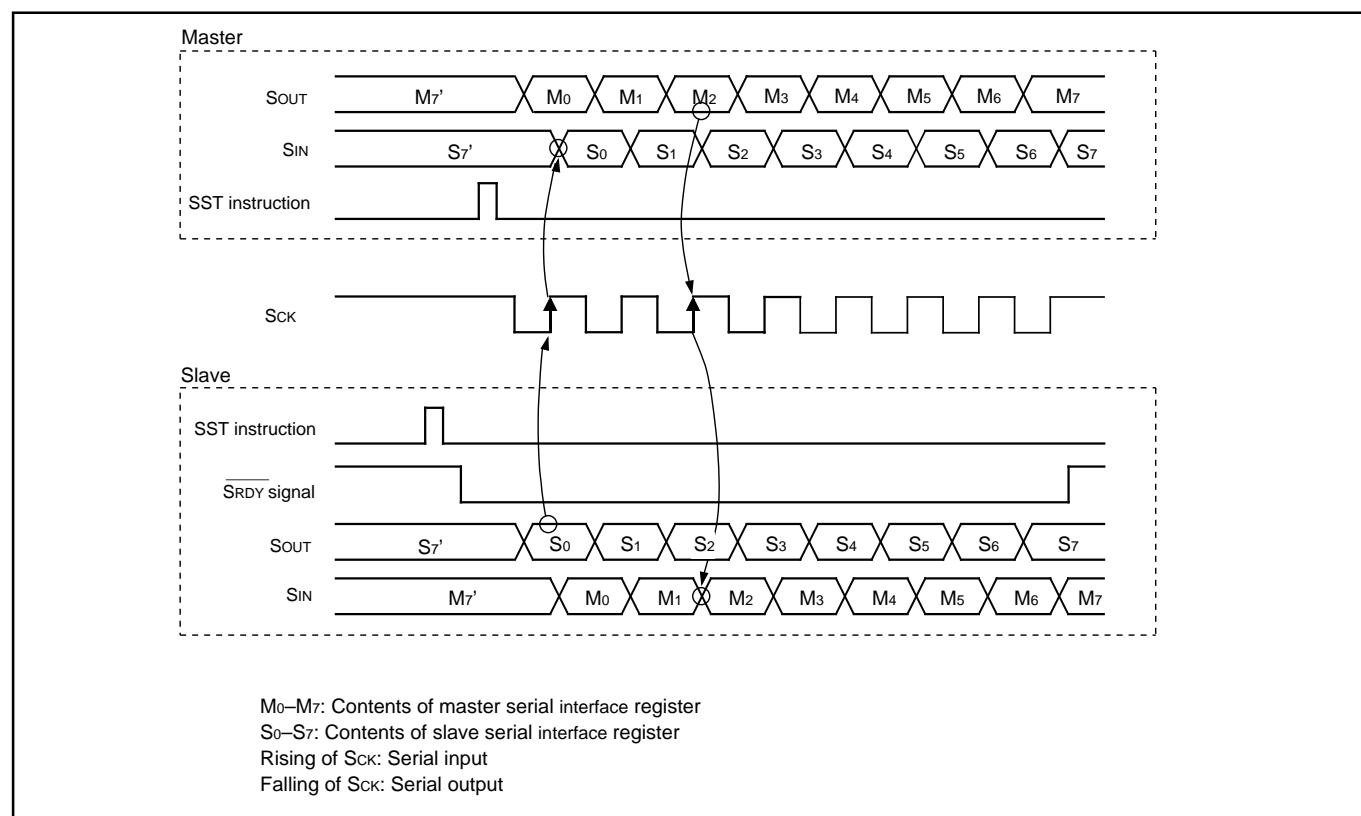 Master
SOUT M7' M0 M1 M2 M3 M4 M5 M6 M7
SIN S7' S0 S1 S2 S3 S4 S5 S6 S7
SST instruction
SCK
Slave
SST instruction
SRDY signal
SOUT S7' S0 S1 S2 S3 S4 S5 S6 S7
SIN M7' M0 M1 M2 M3 M4 M5 M6 M7
M0–M7: Contents of master serial interface register
S0–S7: Contents of slave serial interface register
Rising of SCK: Serial input
Falling of SCK: Serial output